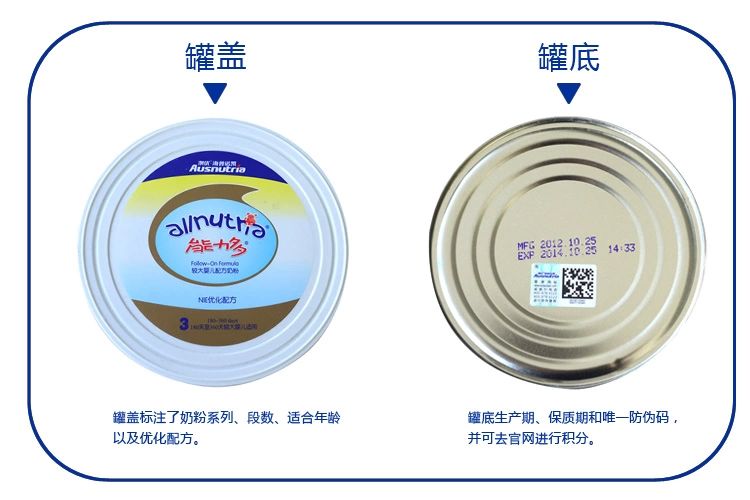 罐盖
罐底
澳优·海普诺凯
Ausnutria
allnutria
能力多
Follow-On Formula
较大婴儿配方奶粉
NIE优化配方
3
MFG 2012.10.25
EXP 2014.10.25 14:33
Ausnutria
罐盖标注了奶粉系列、段数、适合年龄
以及优化配方。
罐底生产期、保质期和唯一防伪码，
并可去官网进行积分。